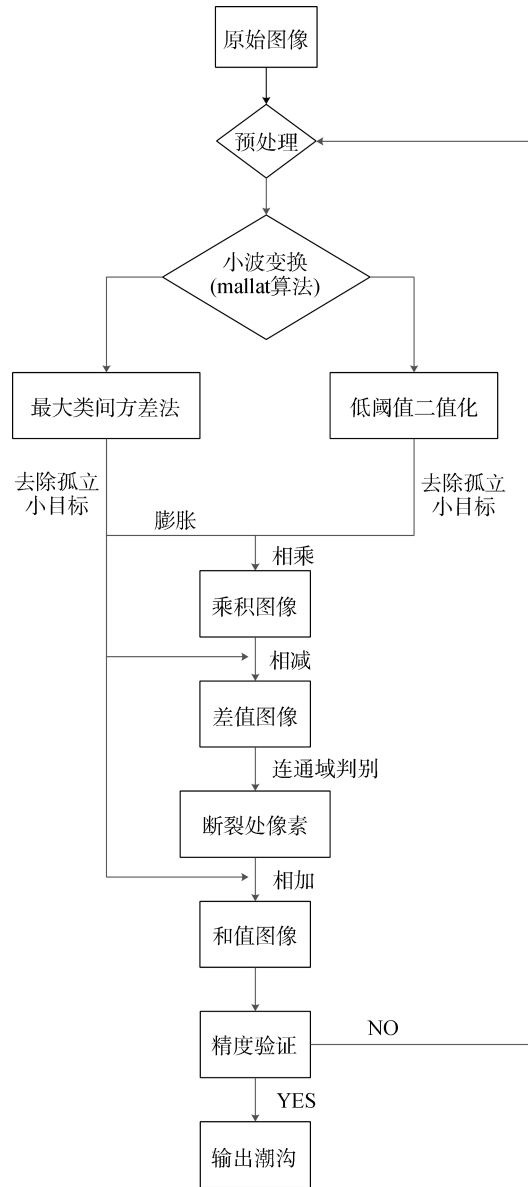 原始图像
预处理
小波变换
(mallat算法)
最大类间方差法
低阈值二值化
去除孤立
小目标
去除孤立
小目标
膨胀
相乘
乘积图像
相减
差值图像
连通域判别
断裂处像素
相加
和值图像
精度验证
NO
YES
输出潮沟